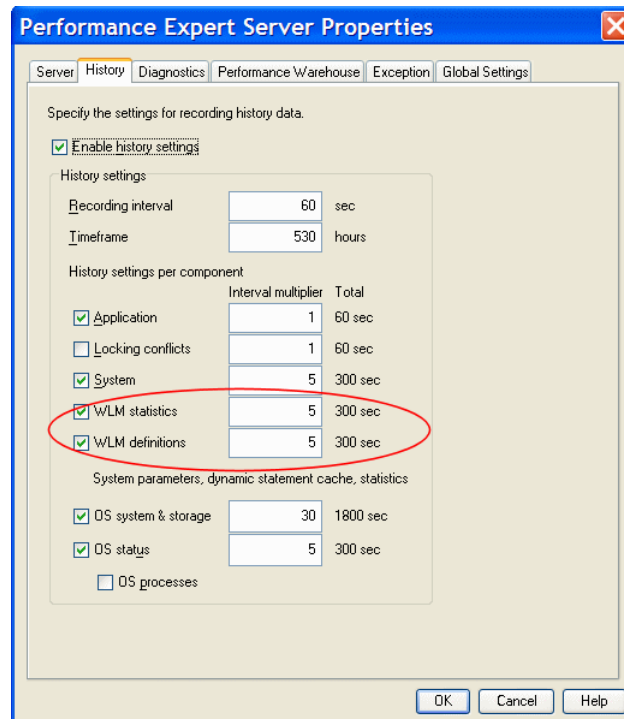 Performance Expert Server Properties
Server History Diagnostics Performance Warehouse Exception Global Settings
Specify the settings for recording history data.
Enable history settings
History settings
Recording interval 60 sec
Timeframe 530 hours
History settings per component
Interval multiplier Total
Application 1 60 sec
Locking conflicts 1 60 sec
System 5 300 sec
WLM statistics 5 300 sec
WLM definitions 5 300 sec
System parameters, dynamic statement cache, statistics
OS system & storage 30 1800 sec
OS status 5 300 sec
OS processes
OK Cancel Help